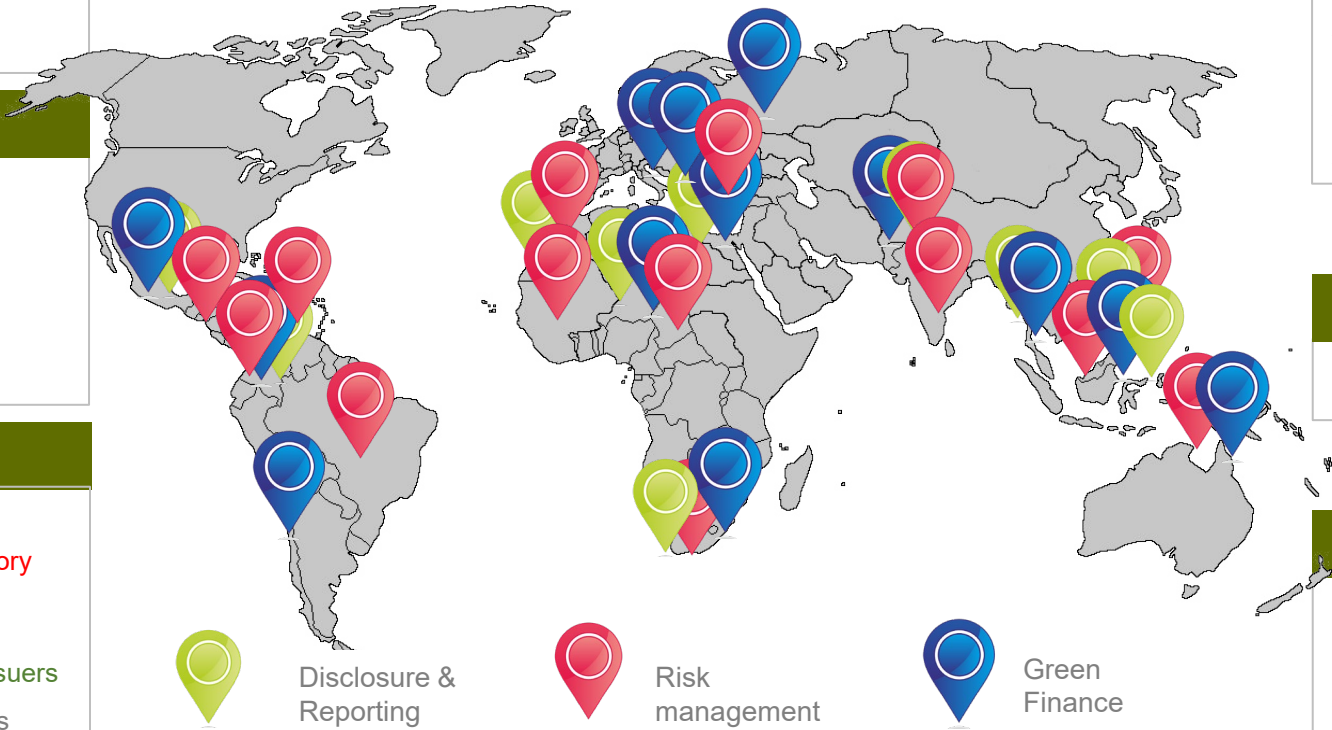 ory
suers
s
Disclosure &
Reporting
Risk
management
Green
Finance